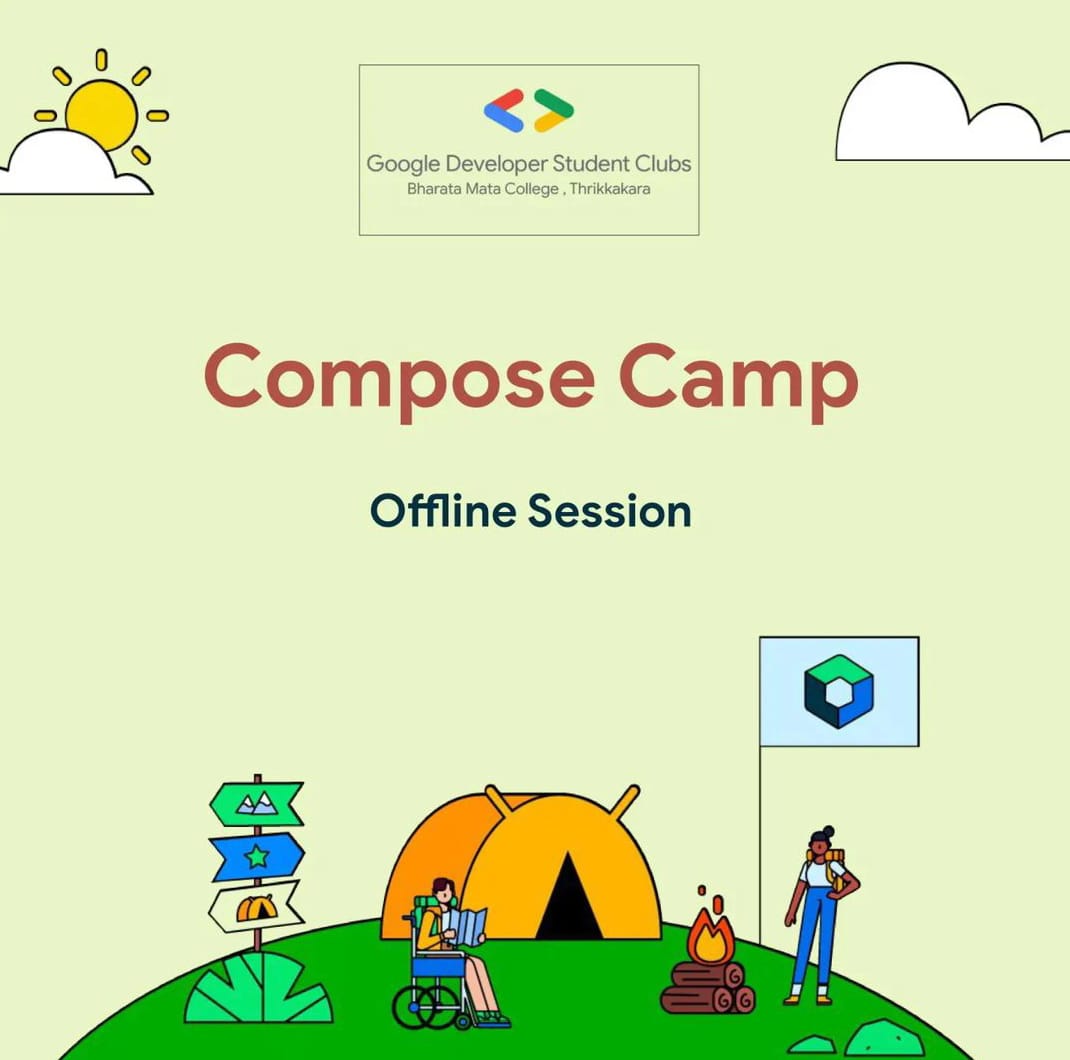 Google Developer Student Clubs
Bharata Mata College , Thrikkakara
Compose Camp
Offline Session